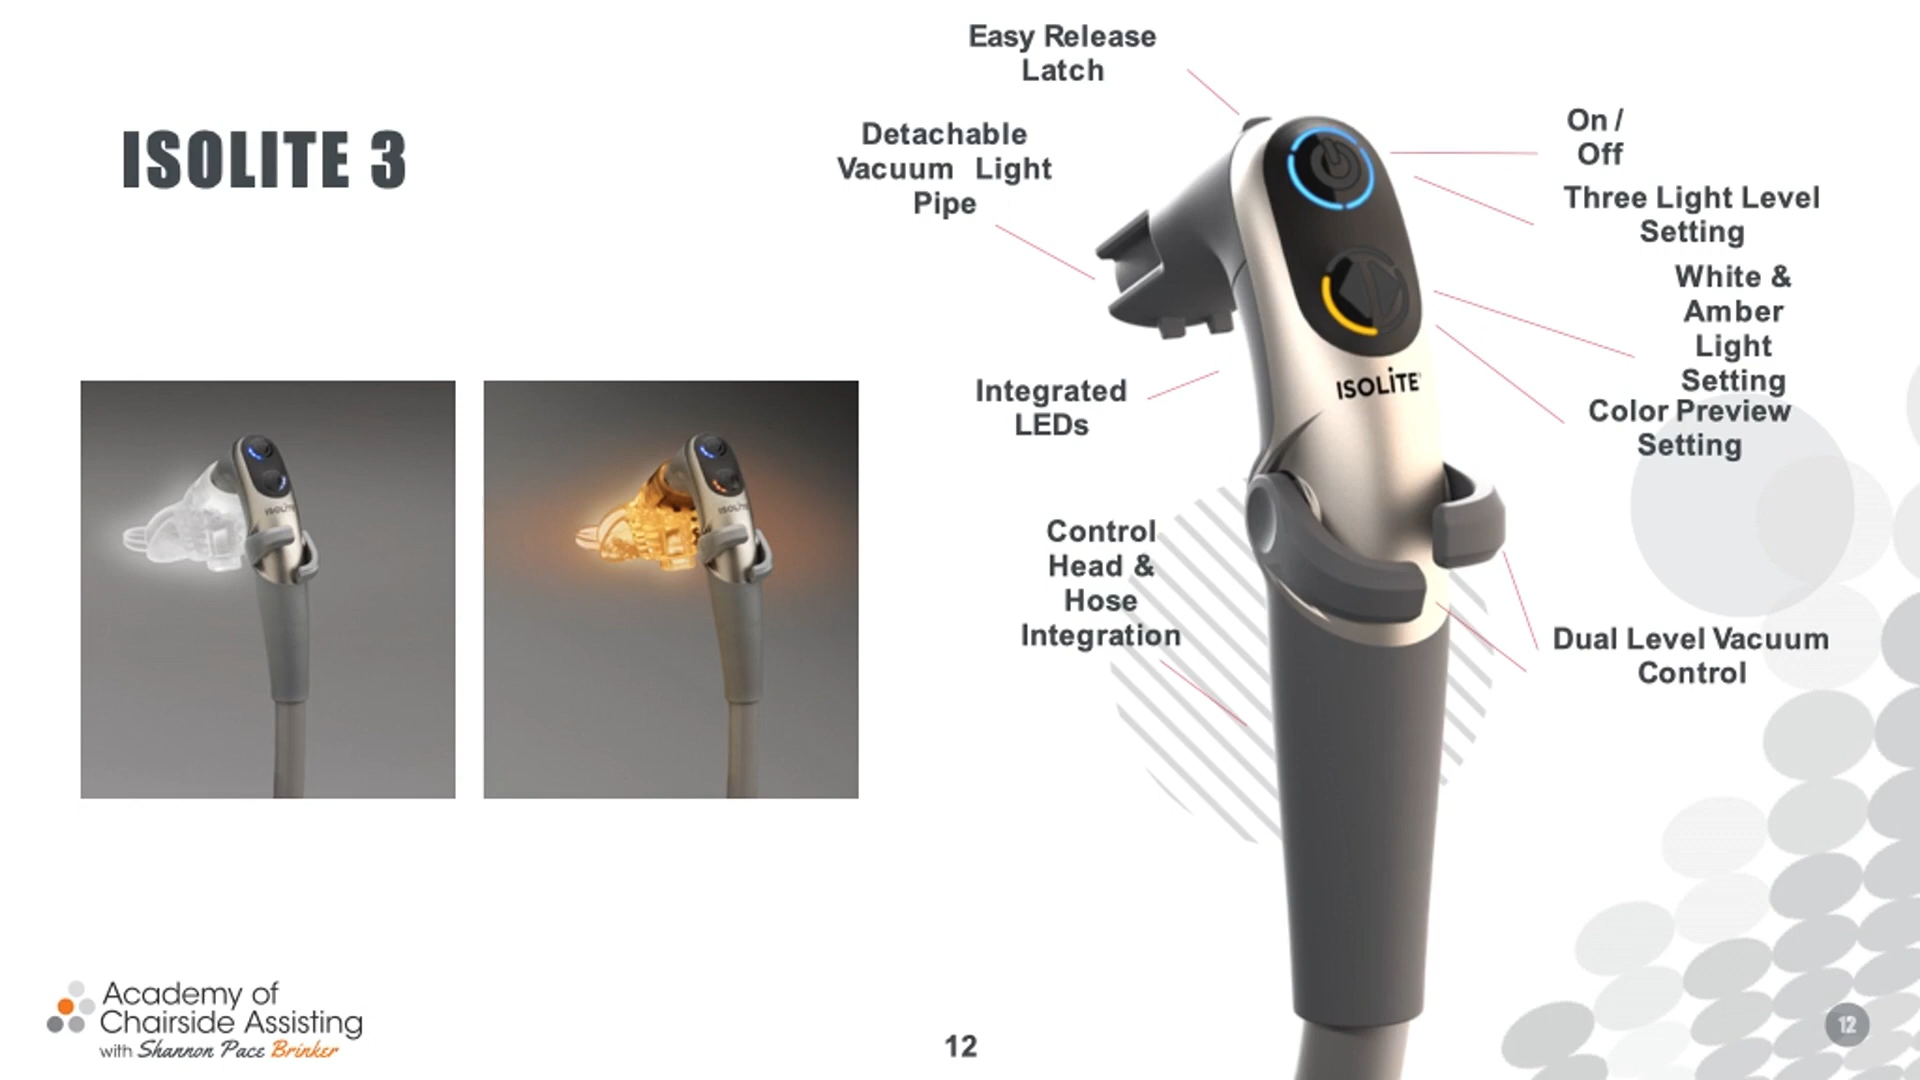 ISOLITE 3
Easy Release
Latch
Detachable
Vacuum Light
Pipe
Integrated
LEDs
Control
Head &
Hose
Integration
On /
Off
Three Light Level
Setting
White &
Amber
Light
Setting
Color Preview
Setting
Dual Level Vacuum
Control
ISOLITE
ISOLITE
ISOLITE
Academy of
Chairside Assisting
with Shannon Pace Brinker
12
12